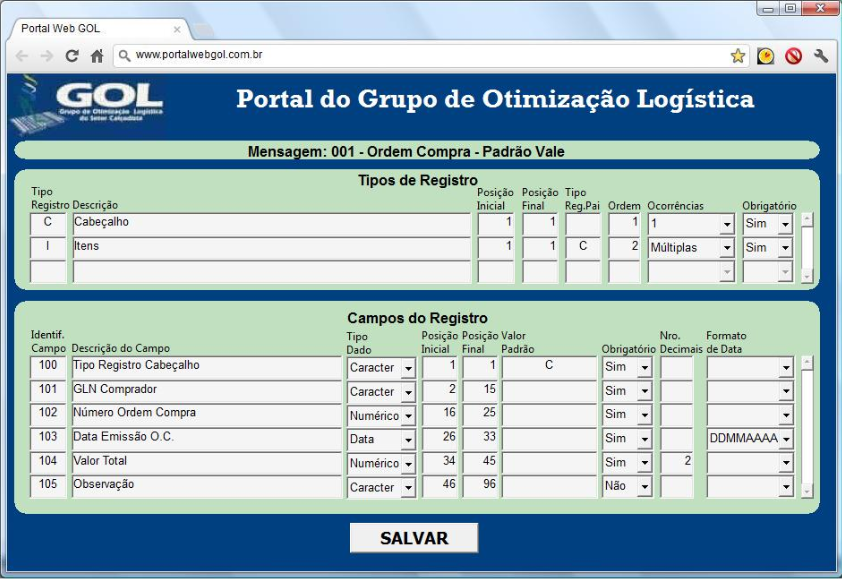 Portal Web GOL
www.portalwebgol.com.br
GOL
Grupo de Otimização Logística
do Setor Calçadista
Portal do Grupo de Otimização Logística
Mensagem: 001 - Ordem Compra - Padrão Vale
Tipos de Registro
Tipo Registro Descrição Posição Inicial Posição Final Tipo Reg.Pai Ordem Ocorrências Obrigatório
C Cabeçalho 1 1 1 1 Sim
I Itens 1 1 C 2 Múltiplas Sim
Campos do Registro
Identif. Campo Descrição do Campo Tipo Dado Posição Inicial Posição Final Valor Padrão Obrigatório Nro. Decimais Formato de Data
100 Tipo Registro Cabeçalho Caracter 1 1 C Sim
101 GLN Comprador Caracter 2 15 Sim
102 Número Ordem Compra Numérico 16 25 Sim
103 Data Emissão O.C. Data 26 33 Sim DDMMAAAA
104 Valor Total Numérico 34 45 Sim 2
105 Observação Caracter 46 96 Não
SALVAR